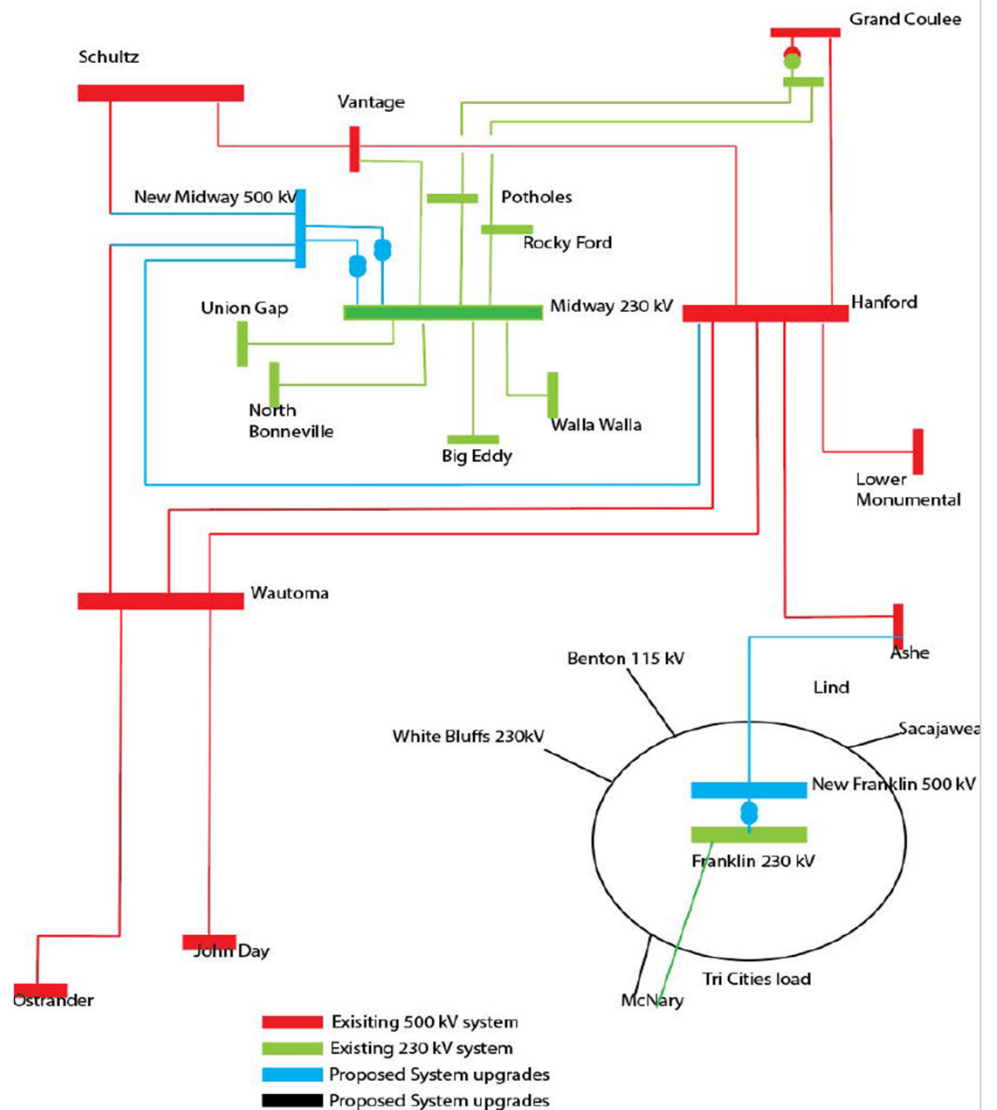 Grand Coulee
Schultz
Vantage
New Midway 500 kV
Potholes
Rocky Ford
Union Gap
Midway 230 kV
Hanford
North
Bonneville
Walla Walla
Big Eddy
Lower
Monumental
Wautoma
Ashe
Benton 115 kV
Lind
White Bluffs 230kV
Sacajawea
New Franklin 500 kV
Franklin 230 kV
John Day
Tri Cities load
Ostrander
McNary
Exisiting 500 kV system
Existing 230 kV system
Proposed System upgrades
Proposed System upgrades